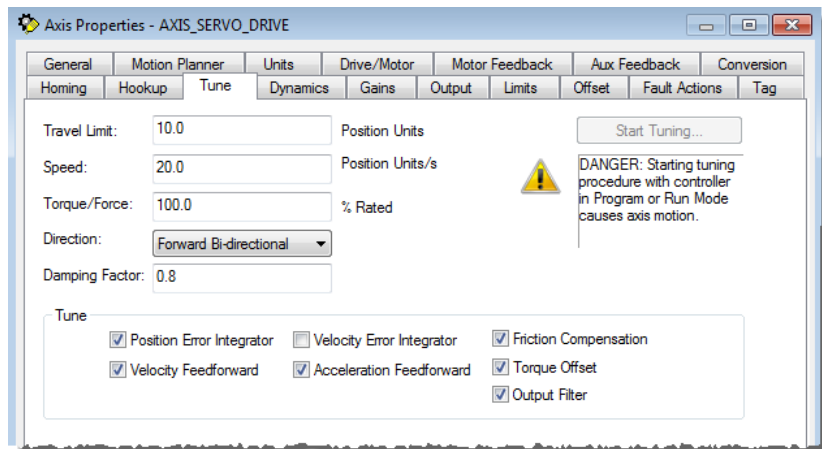 Axis Properties - AXIS_SERVO_DRIVE
General Motion Planner Units Drive/Motor Motor Feedback Aux Feedback Conversion
Homing Hookup Tune Dynamics Gains Output Limits Offset Fault Actions Tag
Travel Limit: 10.0 Position Units Start Tuning...
Speed: 20.0 Position Units/s
DANGER: Starting tuning
procedure with controller
in Program or Run Mode
causes axis motion.
Torque/Force: 100.0 % Rated
Direction: Forward Bi-directional
Damping Factor: 0.8
Tune
Position Error Integrator Velocity Error Integrator Friction Compensation
Velocity Feedforward Acceleration Feedforward Torque Offset
Output Filter